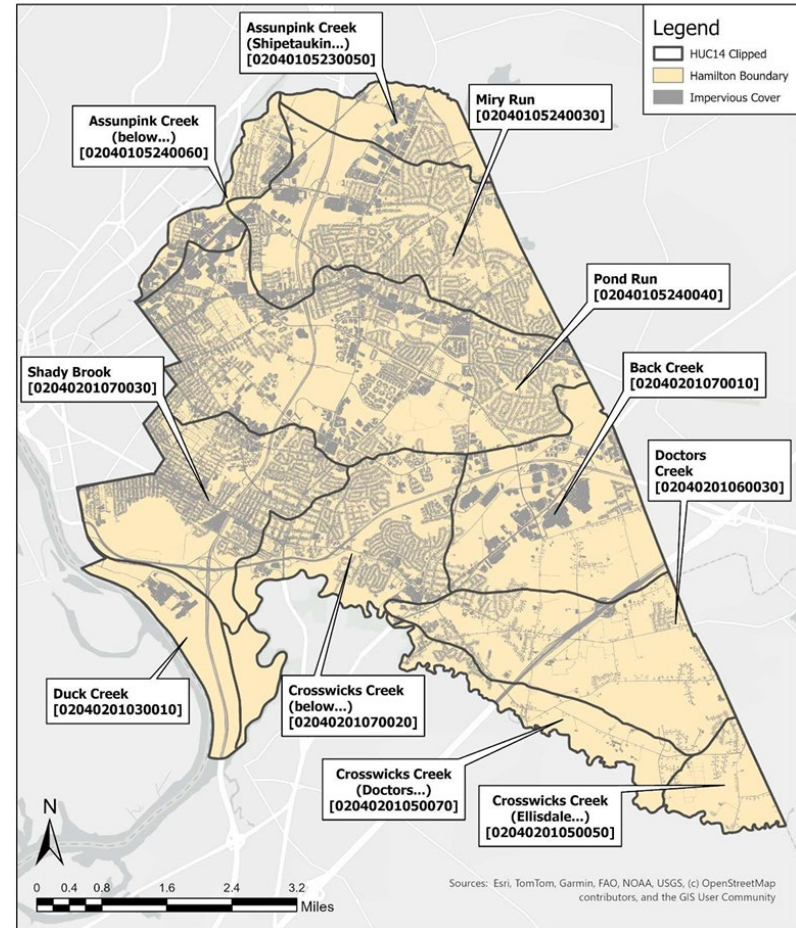 Legend
HUC14 Clipped
Hamilton Boundary
Impervious Cover
Assunpink Creek
(Shipetaukin...)
[02040105230050]
Miry Run
[02040105240030]
Assunpink Creek
(below...)
[02040105240060]
Pond Run
[02040105240040]
Shady Brook
[02040201070030]
Back Creek
[02040201070010]
Doctors
Creek
[02040201060030]
Duck Creek
[02040201030010]
Crosswicks Creek
(below...)
[02040201070020]
Crosswicks Creek
(Doctors...)
[02040201050070]
Crosswicks Creek
(Ellisdale...)
[02040201050050]
N
0 0.4 0.8 1.6 2.4 3.2
Miles
Sources: Esri, TomTom, Garmin, FAO, NOAA, USGS, (c) OpenStreetMap
contributors, and the GIS User Community